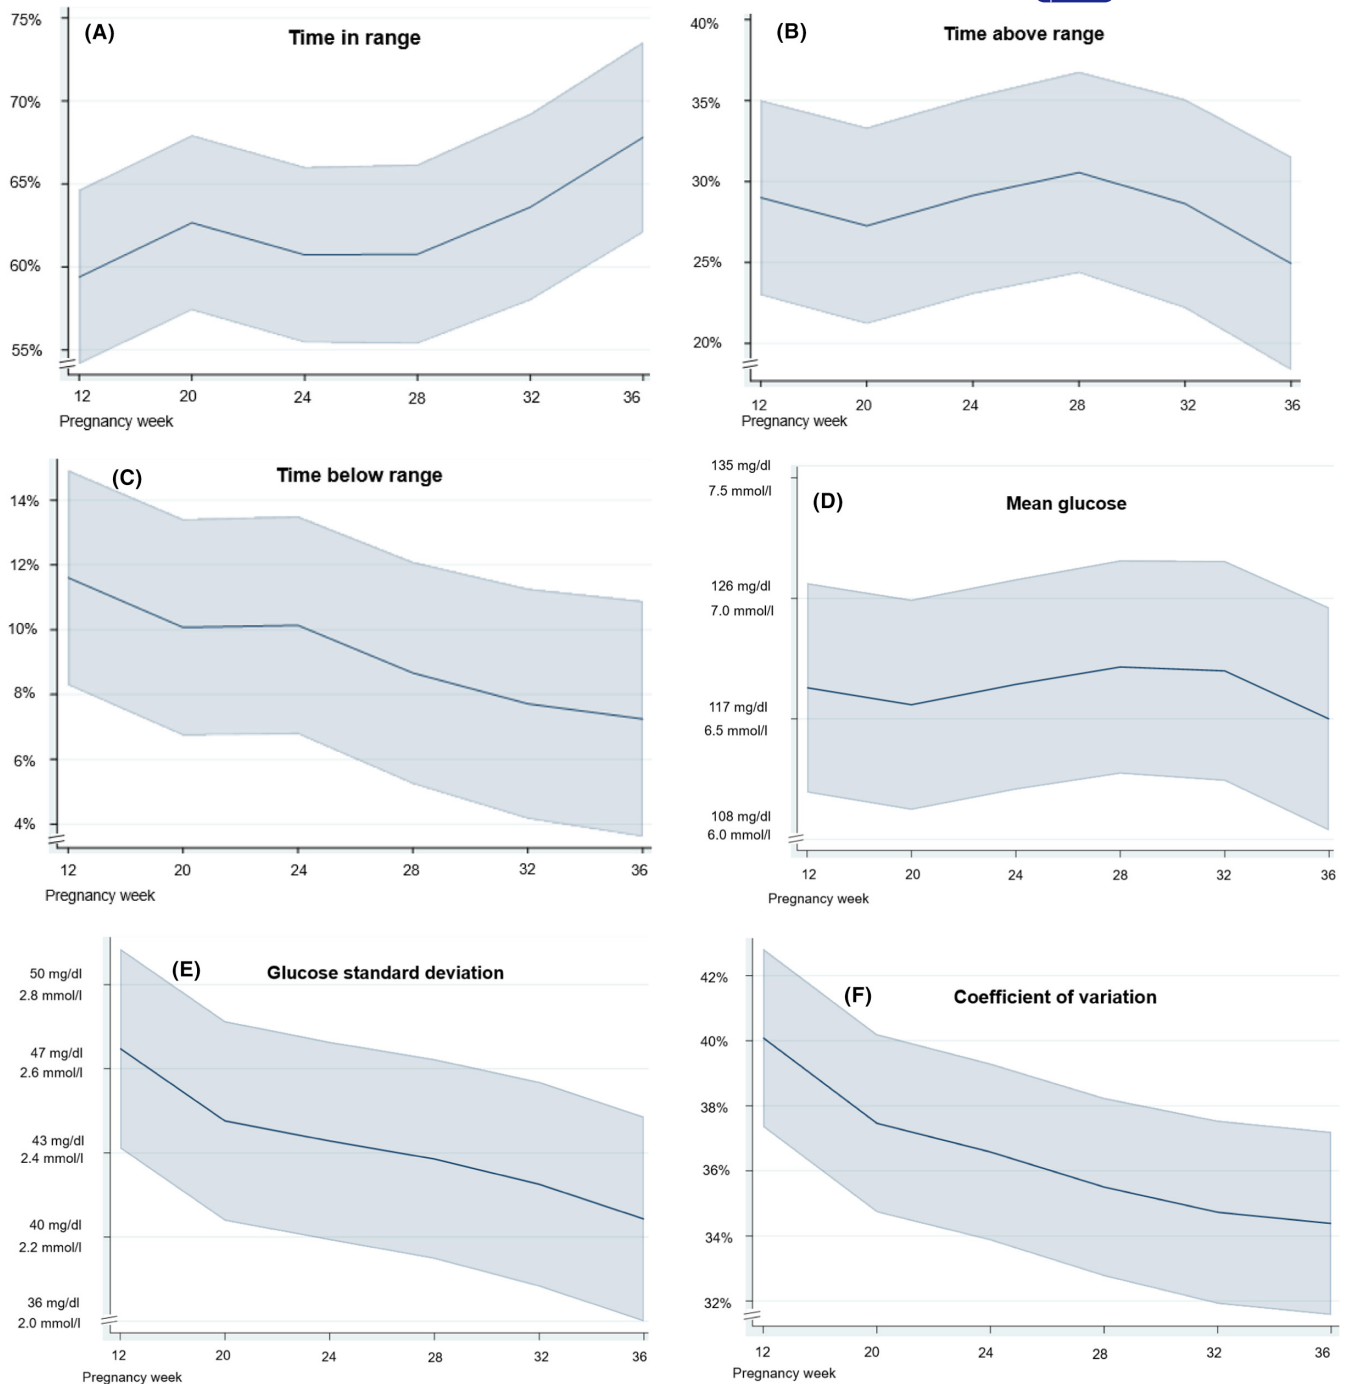 (A)
Time in range
75%
70%
65%
60%
55%
12 20 24 28 32 36
Pregnancy week
(B)
Time above range
40%
35%
30%
25%
20%
12 20 24 28 32 36
Pregnancy week
(C)
Time below range
14%
12%
10%
8%
6%
4%
12 20 24 28 32 36
Pregnancy week
(D)
Mean glucose
135 mg/dl
7.5 mmol/l
126 mg/dl
7.0 mmol/l
117 mg/dl
6.5 mmol/l
108 mg/dl
6.0 mmol/l
12 20 24 28 32 36
Pregnancy week
(E)
Glucose standard deviation
50 mg/dl
2.8 mmol/l
47 mg/dl
2.6 mmol/l
43 mg/dl
2.4 mmol/l
40 mg/dl
2.2 mmol/l
36 mg/dl
2.0 mmol/l
12 20 24 28 32 36
Pregnancy week
(F)
Coefficient of variation
42%
40%
38%
36%
34%
32%
12 20 24 28 32 36
Pregnancy week